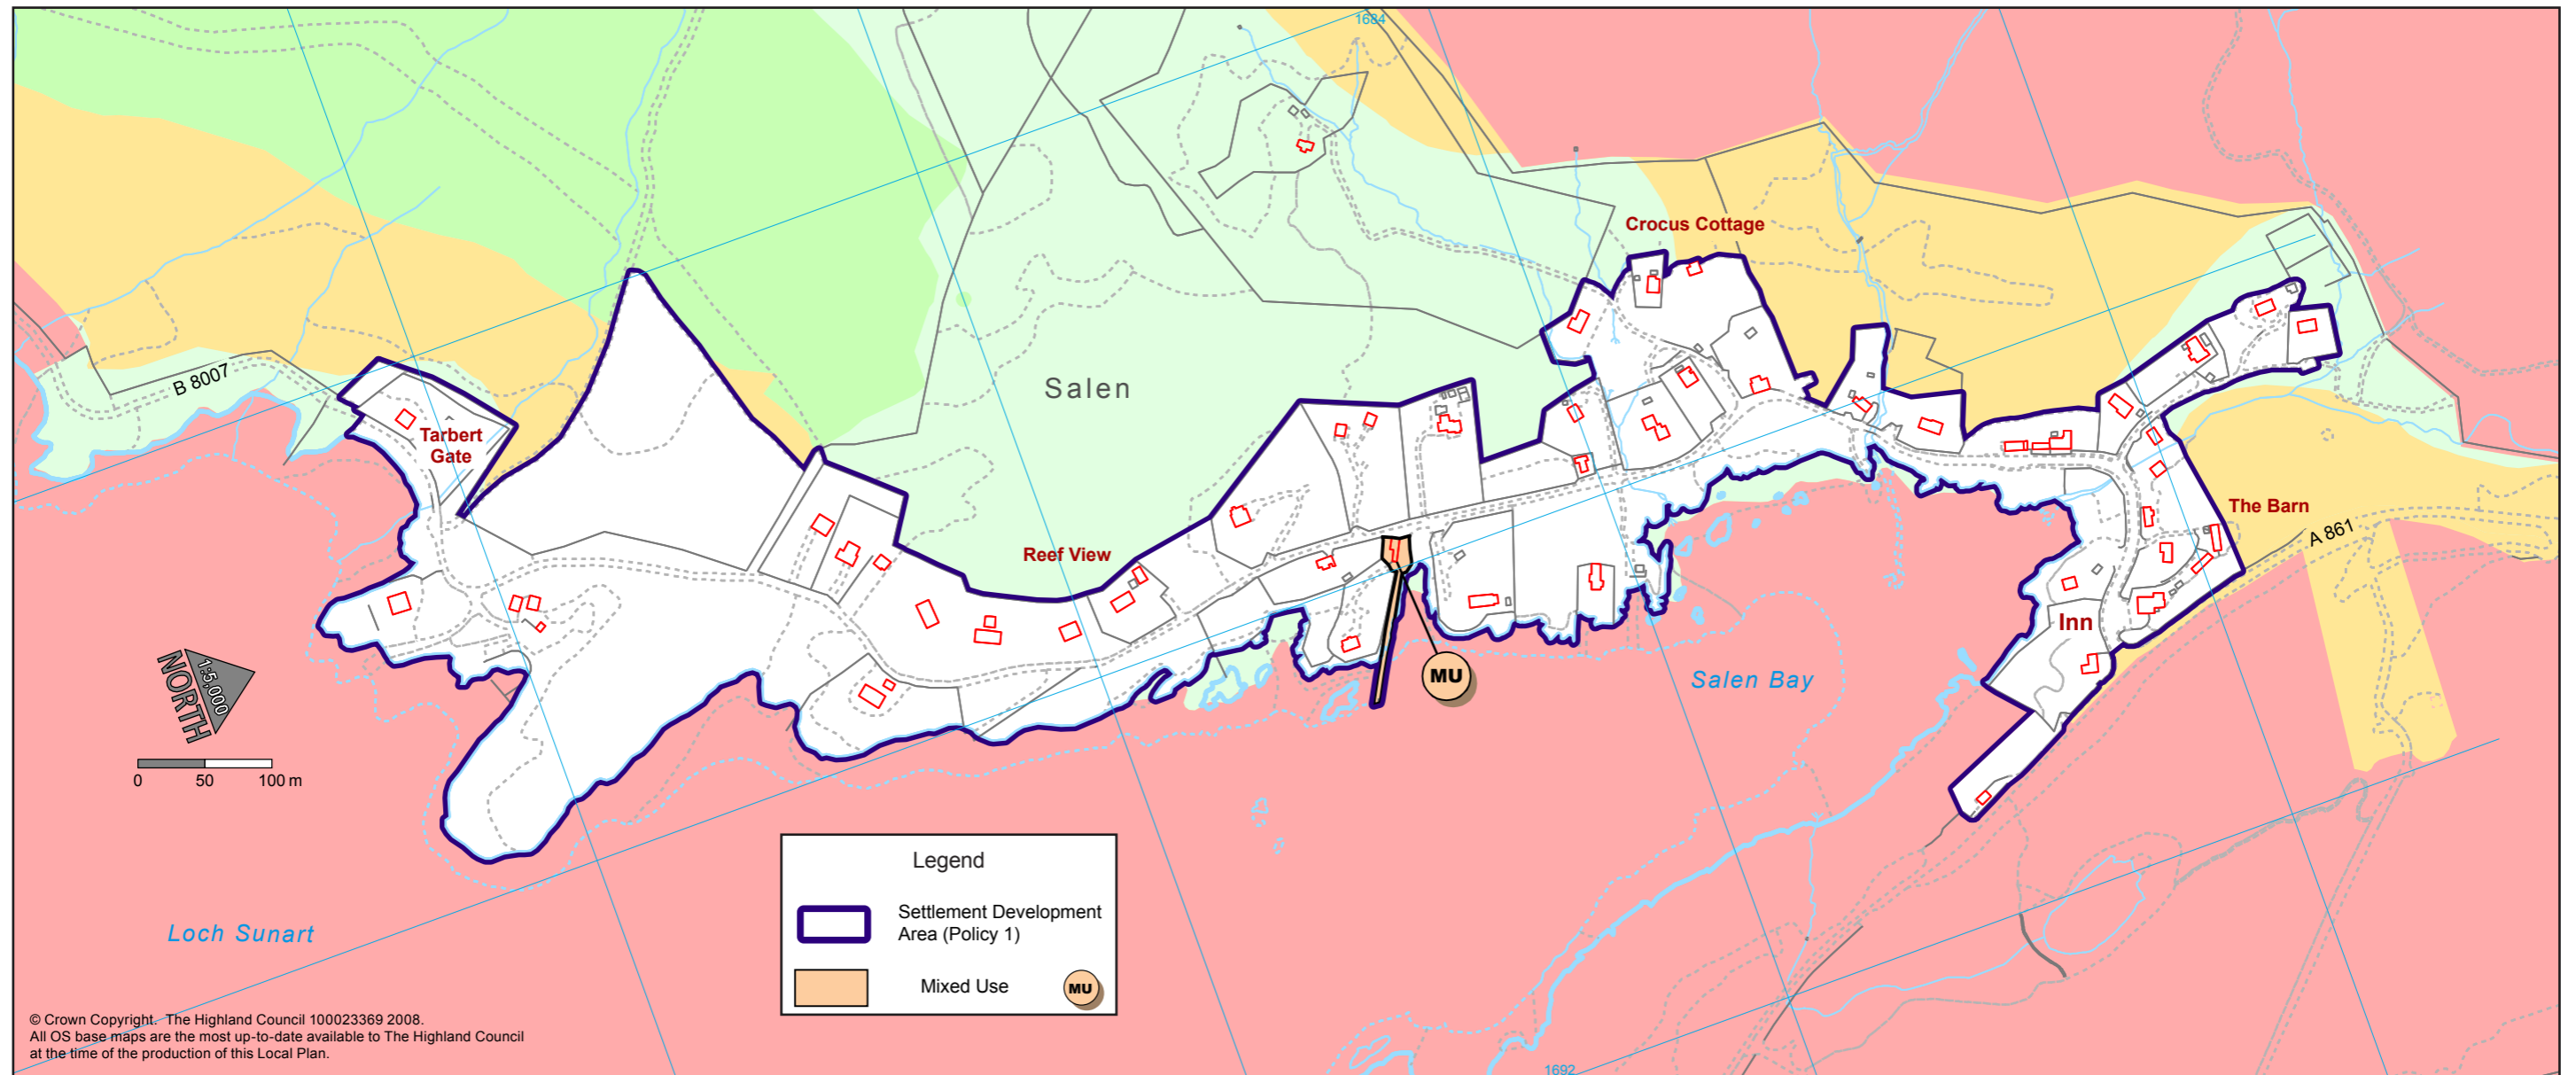 1684
Crocus Cottage
B 8007
Salen
Tarbert
Gate
The Barn
A 861
Reef View
Inn
MU
Salen Bay
1:5,000
NORTH
0 50 100 m
Legend
Settlement Development
Area (Policy 1)
Mixed Use MU
Loch Sunart
© Crown Copyright. The Highland Council 100023369 2008.
All OS base maps are the most up-to-date available to The Highland Council
at the time of the production of this Local Plan.
1692